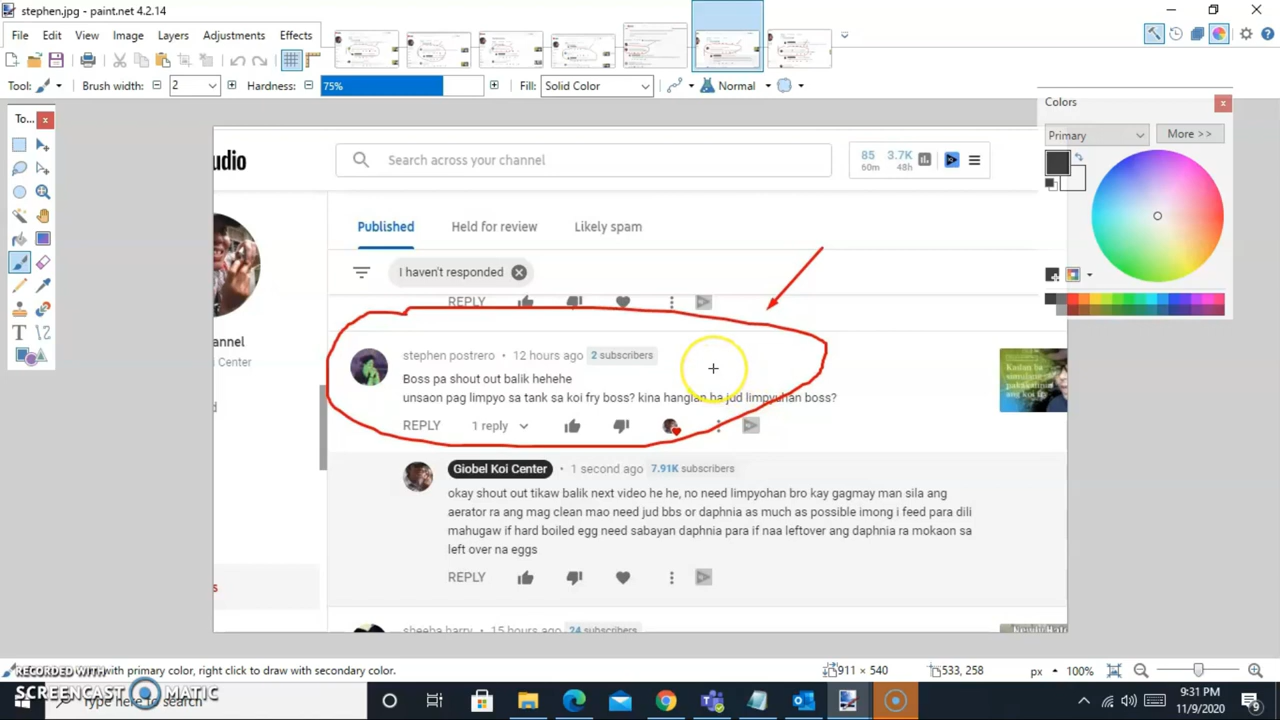 stephen.jpg - paint.net 4.2.14
File Edit View Image Layers Adjustments Effects
Tool: Brush width: 2 Hardness: 75% Fill: Solid Color Normal
To...
Colors
Primary More >>
udio
Search across your channel
85 3.7K
60m 48h
Published Held for review Likely spam
I haven't responded
REPLY
annel
Center
stephen postrero • 12 hours ago 2 subscribers
Boss pa shout out balik hehehe
unsaon pag limpyo sa tank sa koi fry boss? kina hanglan ba jud limpyuhan boss?
REPLY 1 reply
Giobel Koi Center • 1 second ago 7.91K subscribers
okay shout out tikaw balik next video he he, no need limpyohan bro kay gagmay man sila ang
aerator ra ang mag clean mao need jud bbs or daphnia as much as possible imong i feed para dili
mahugaw if hard boiled egg need sabayan daphnia para if naa leftover ang daphnia ra mokaon sa
left over na eggs
REPLY
s
sheeba harry • 15 hours ago 24 subscribers
with primary color, right click to draw with secondary color.
911 × 540 533, 258 px 100%
RECORDED WITH
SCREENCAST MATIC
Type here to search
9:31 PM
11/9/2020
9